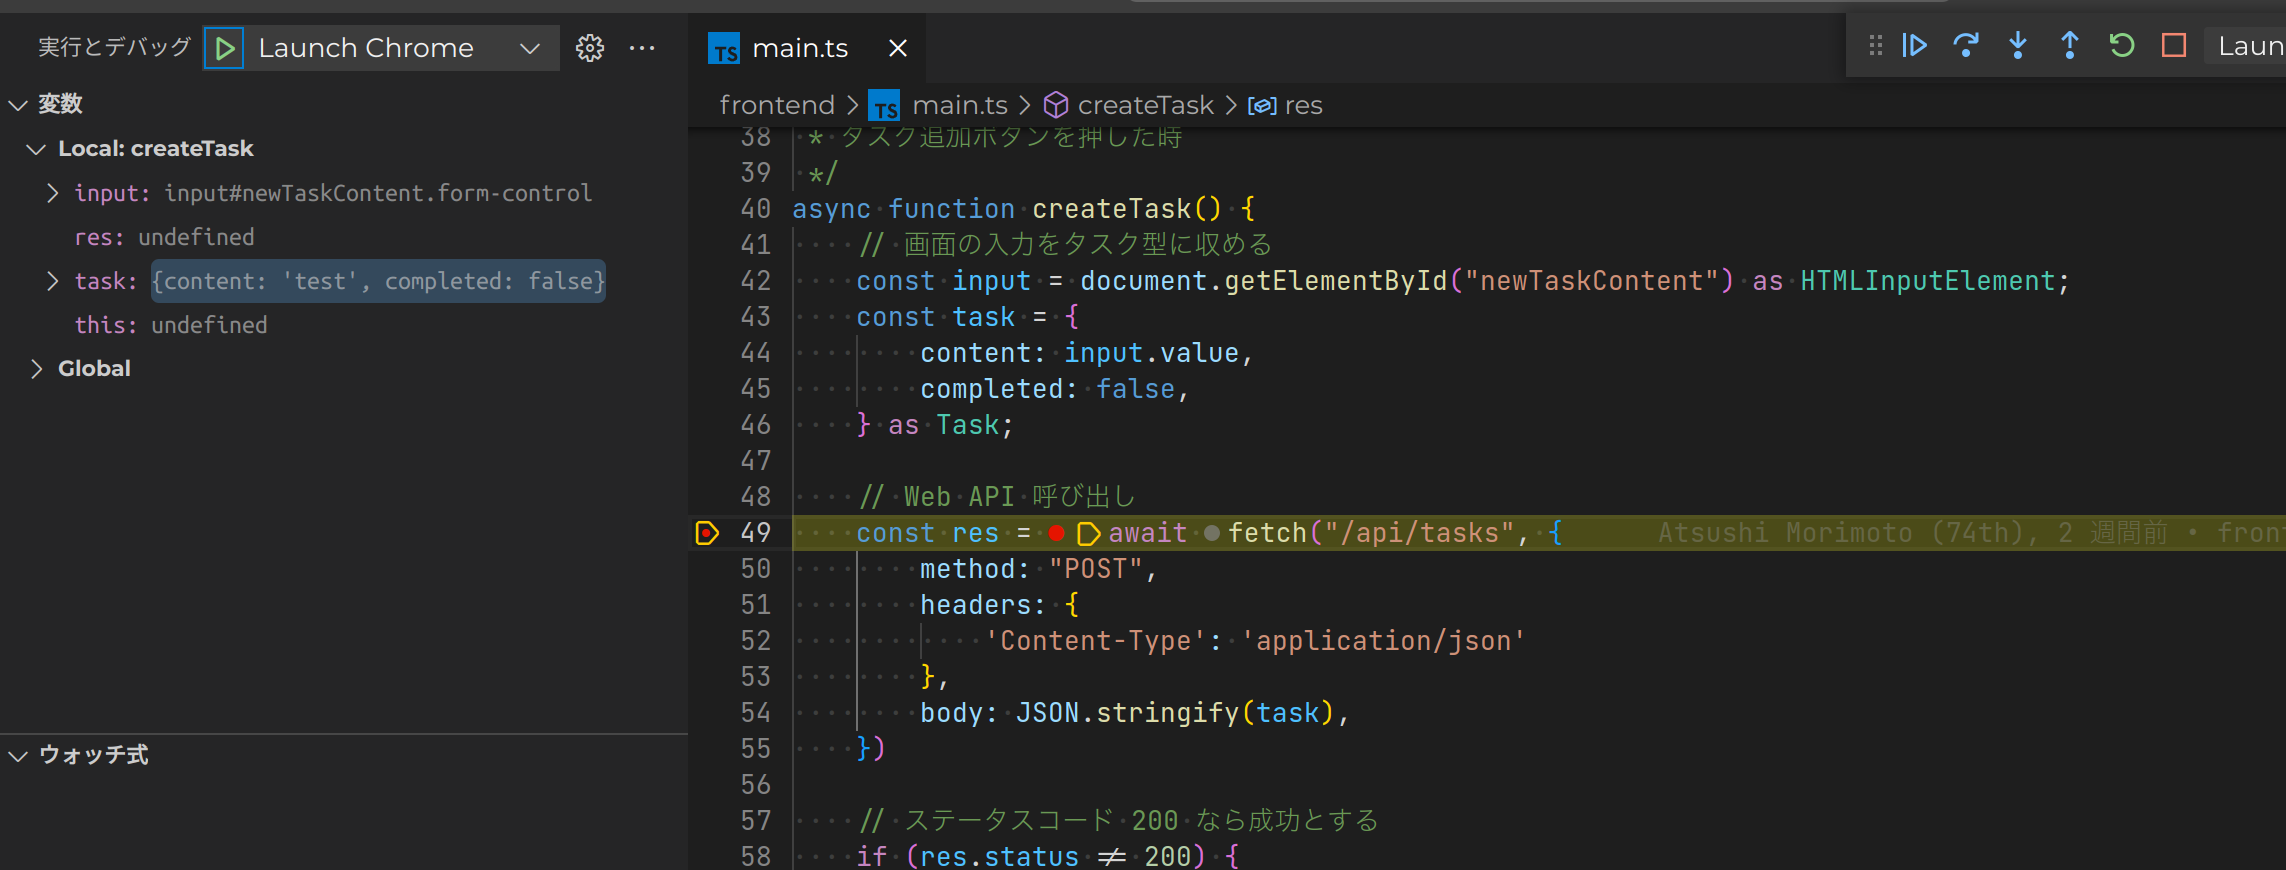 実行とデバッグ Launch Chrome
変数
Local: createTask
input: input#newTaskContent.form-control
res: undefined
task: {content: 'test', completed: false}
this: undefined
Global
ウォッチ式
TS main.ts
Laun
frontend > TS main.ts > createTask > res
38 * タスク追加ボタンを押した時
39 */
40 async function createTask() {
41 // 画面の入力をタスク型に収める
42 const input = document.getElementById("newTaskContent") as HTMLInputElement;
43 const task = {
44 content: input.value,
45 completed: false,
46 } as Task;
47
48 // Web API 呼び出し
49 const res = await fetch("/api/tasks", { Atsushi Morimoto (74th), 2 週間前 • fron
50 method: "POST",
51 headers: {
52 'Content-Type': 'application/json'
53 },
54 body: JSON.stringify(task),
55 })
56
57 // ステータスコード 200 なら成功とする
58 if (res.status ≠ 200) {